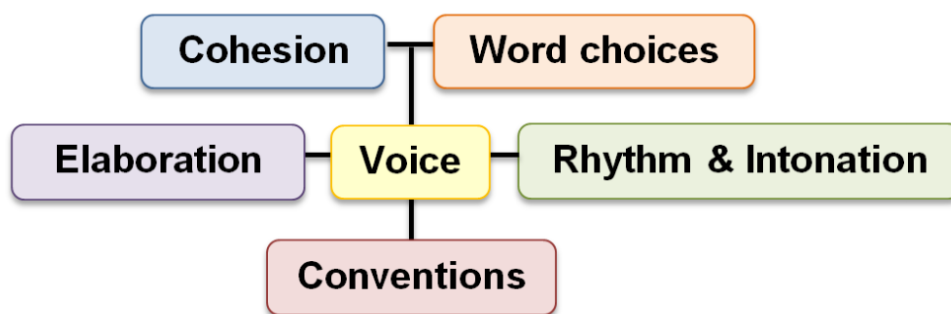 Cohesion
Word choices
Elaboration
Voice
Rhythm & Intonation
Conventions